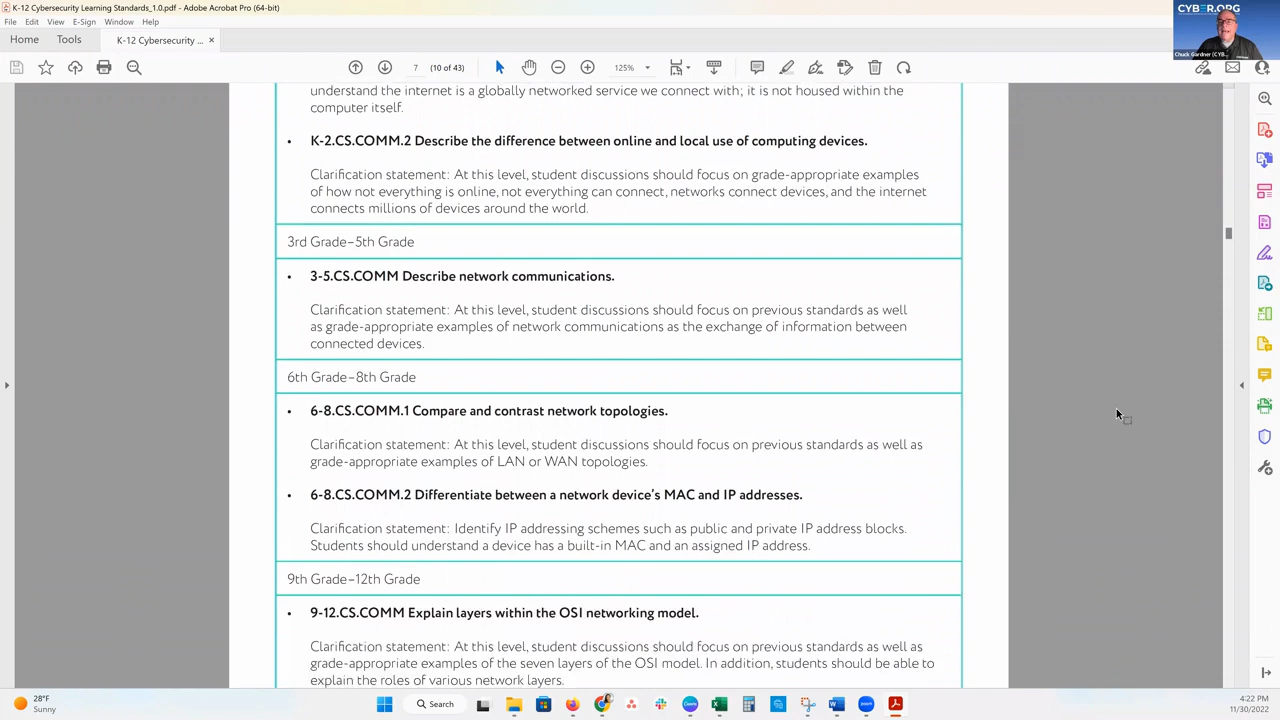 K-12 Cybersecurity Learning Standards_1.0.pdf - Adobe Acrobat Pro (64-bit)
File Edit View E-Sign Window Help
CYBER.ORG
Home Tools K-12 Cybersecurity ... ×
Chuck Gardner (CYB...
7 (10 of 43) 125%
understand the internet is a globally networked service we connect with; it is not housed within the
computer itself.
• K-2.CS.COMM.2 Describe the difference between online and local use of computing devices.
Clarification statement: At this level, student discussions should focus on grade-appropriate examples
of how not everything is online, not everything can connect, networks connect devices, and the internet
connects millions of devices around the world.
3rd Grade–5th Grade
• 3-5.CS.COMM Describe network communications.
Clarification statement: At this level, student discussions should focus on previous standards as well
as grade-appropriate examples of network communications as the exchange of information between
connected devices.
6th Grade–8th Grade
• 6-8.CS.COMM.1 Compare and contrast network topologies.
Clarification statement: At this level, student discussions should focus on previous standards as well as
grade-appropriate examples of LAN or WAN topologies.
• 6-8.CS.COMM.2 Differentiate between a network device's MAC and IP addresses.
Clarification statement: Identify IP addressing schemes such as public and private IP address blocks.
Students should understand a device has a built-in MAC and an assigned IP address.
9th Grade–12th Grade
• 9-12.CS.COMM Explain layers within the OSI networking model.
Clarification statement: At this level, student discussions should focus on previous standards as well as
grade-appropriate examples of the seven layers of the OSI model. In addition, students should be able to
explain the roles of various network layers.
28°F
Sunny
Search
4:22 PM
11/30/2022